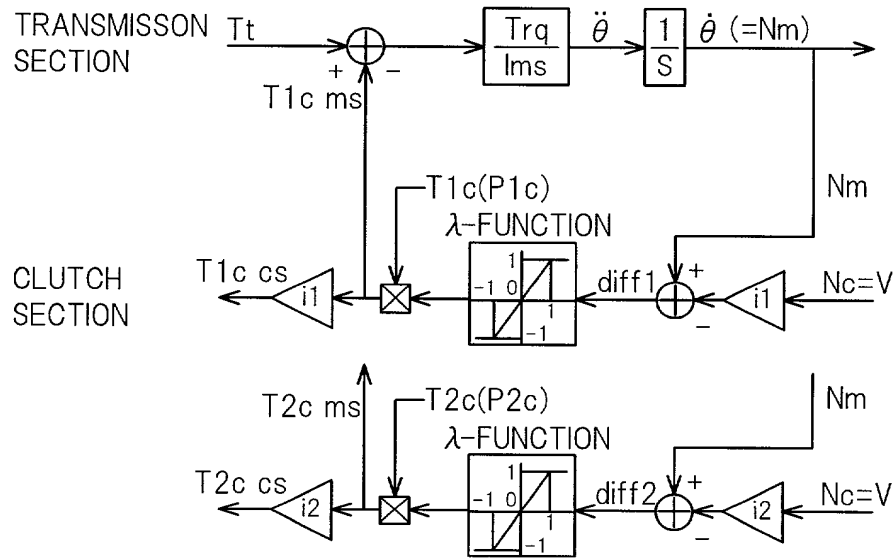 TRANSMISSON
SECTION
Tt
+
−
Trq
Ims
θ̈
1
S
θ̇ (=Nm)
T1c ms
T1c(P1c)
Nm
λ-FUNCTION
CLUTCH
SECTION
T1c cs
i1
1
-1 0
1
-1
diff1
+
−
i1
Nc=V
T2c ms
T2c(P2c)
Nm
λ-FUNCTION
T2c cs
i2
1
-1 0
1
-1
diff2
+
−
i2
Nc=V